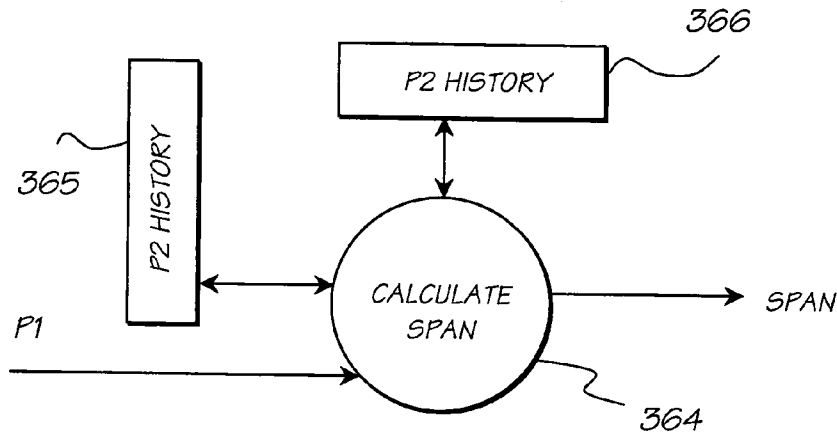 366
P2 HISTORY
365
P2 HISTORY
CALCULATE
SPAN
SPAN
P1
364